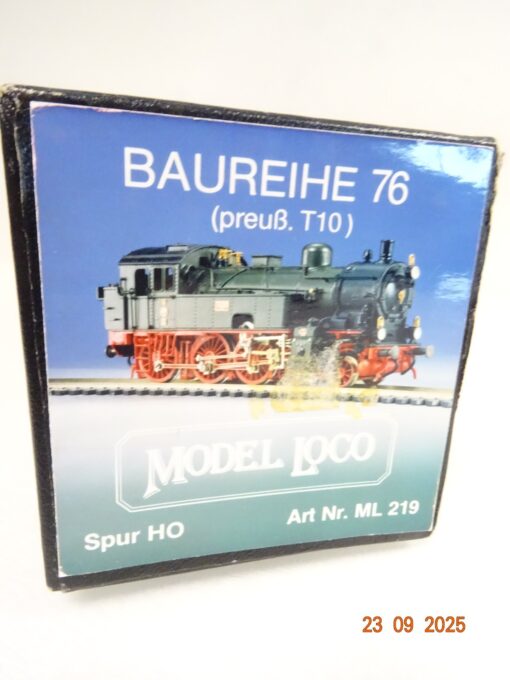 BAUREIHE 76
(preuß. T10)
MODEL LOCO
Spur HO
Art Nr. ML 219
23 09 2025